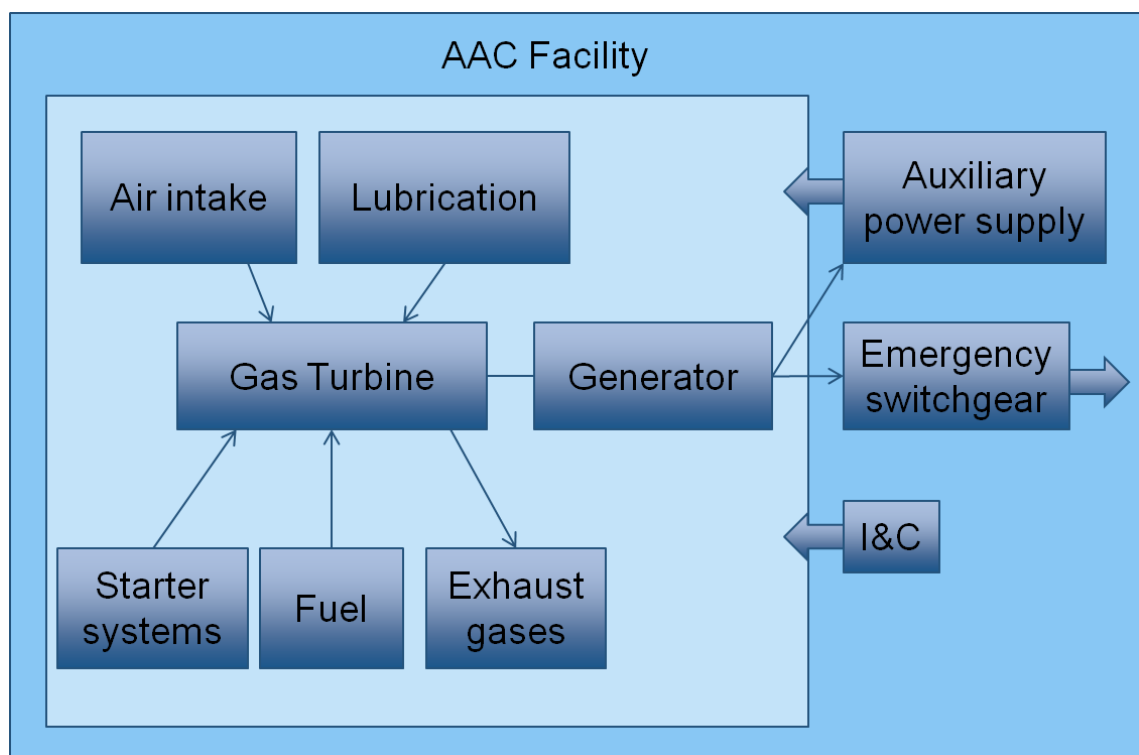 AAC Facility
Air intake
Lubrication
Auxiliary
power supply
Gas Turbine
Generator
Emergency
switchgear
I&C
Starter
systems
Fuel
Exhaust
gases